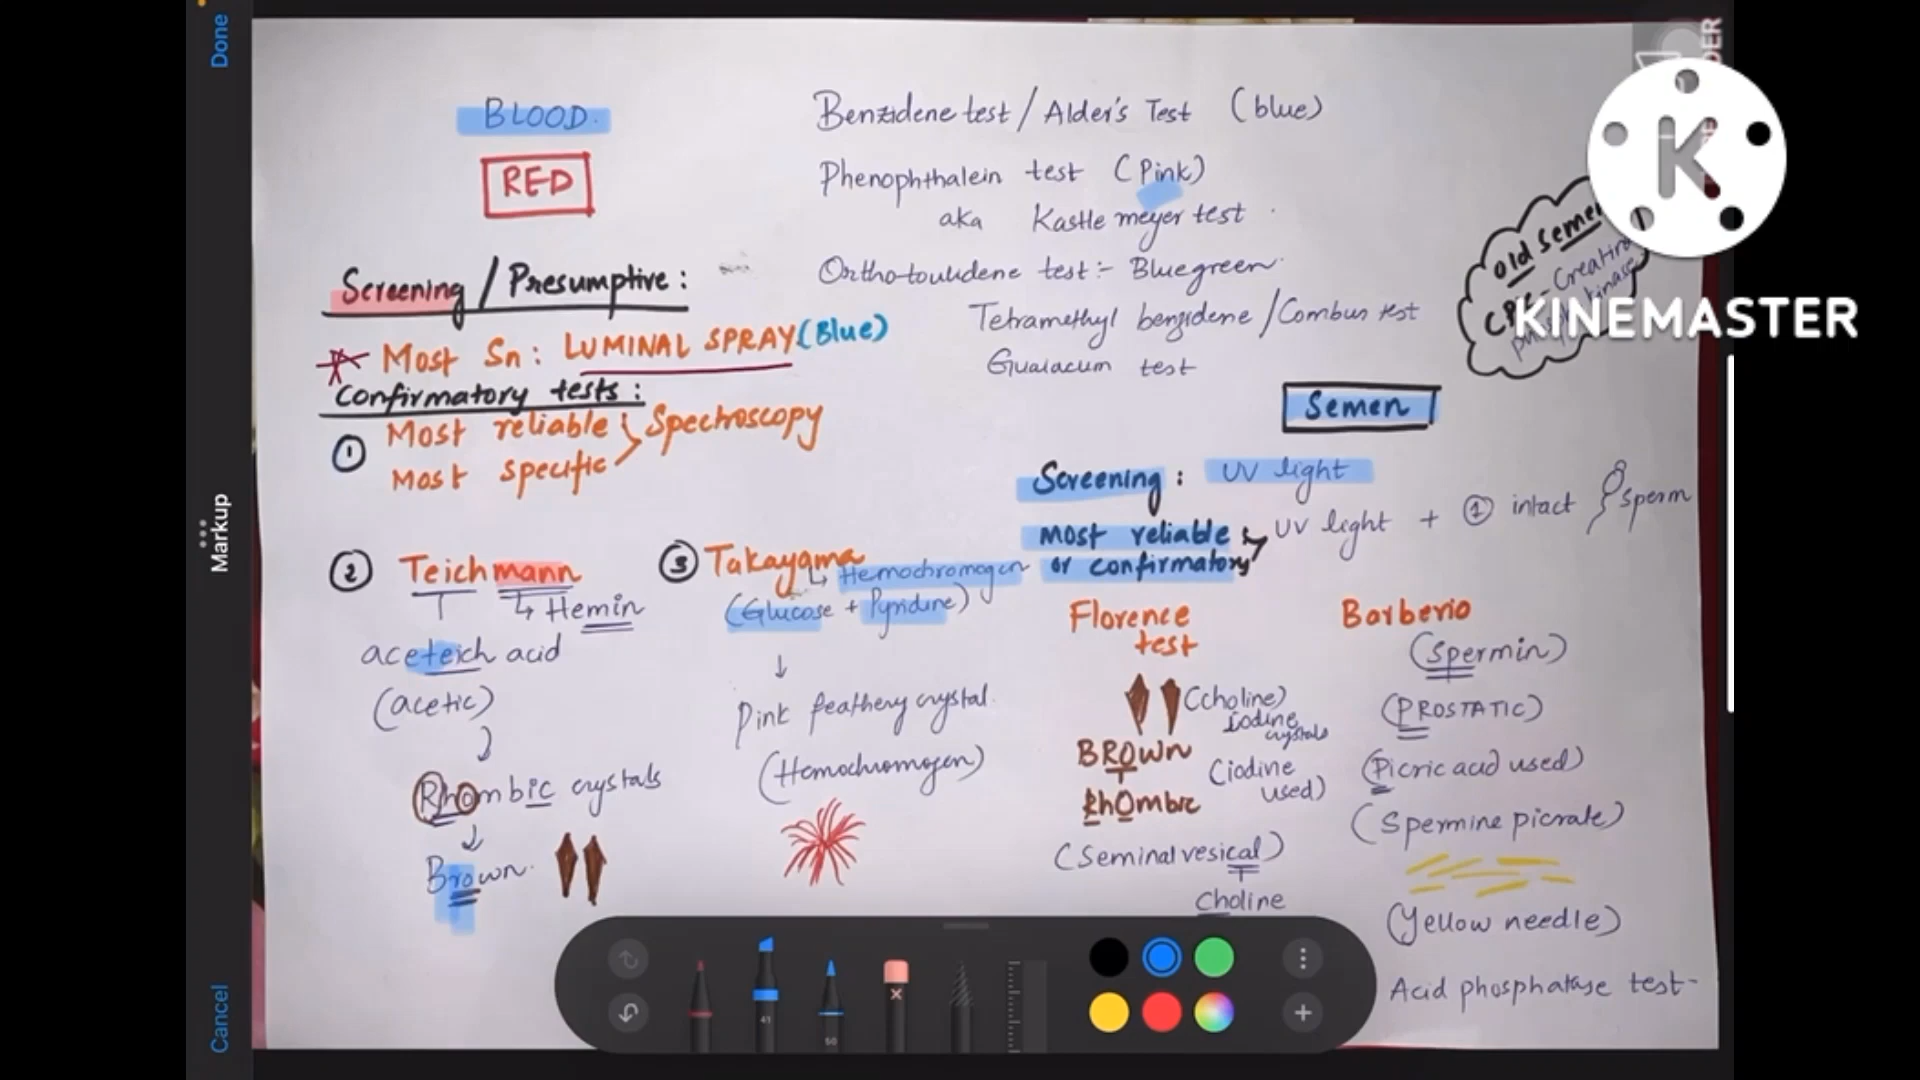 Done
Markup
Cancel
BLOOD.
RED
Screening / Presumptive :
Most Sn : LUMINAL SPRAY (Blue)
Confirmatory tests :
① Most reliable
Most specific
Spectroscopy
② Teichmann
↳ Hemin
aceteich acid
(acetic)
Rhombic crystals
↓
Brown.
③ Takayama
↳ Hemochromogen
(Glucose + Pyridine)
↓
Pink feathery crystal.
(Hemochromogen)
Benzidene test / Alder's Test (blue)
Phenophthalein test (Pink)
aka Kastle meyer test
Ortho-toulidene test :- Bluegreen
Tetramethyl benzidene / Combus test
Guaiacum test
Old Semen
CPK - Creatine
kinase
KINEMASTER
Semen
Screening : UV light
most reliable
or confirmatory
UV light + ① intact sperm
Florence
test
(Choline)
iodine
crystals
BROWN
Rhombic
(iodine
used)
(Seminal vesical)
Choline
Barberio
(spermin)
(PROSTATIC)
(Picric acid used)
(Spermine picrate)
(Yellow needle)
Acid phosphatase test-
41
50